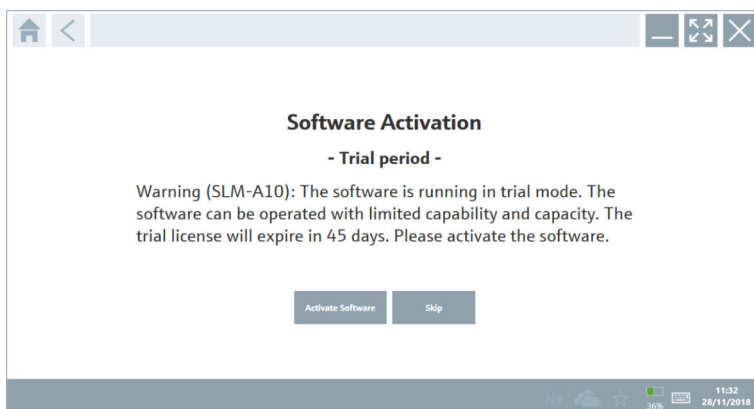 Software Activation
- Trial period -
Warning (SLM-A10): The software is running in trial mode. The
software can be operated with limited capability and capacity. The
trial license will expire in 45 days. Please activate the software.
Activate Software
Skip
11:32
36%
28/11/2018